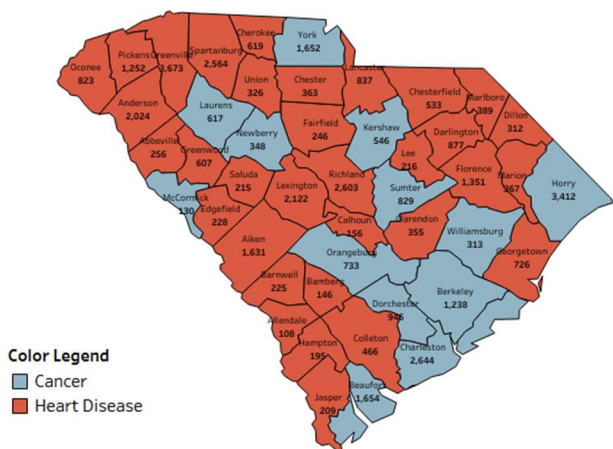 Cherokee
619
York
1,652
Spartanburg
2,564
Greenville
3,673
Pickens
1,252
Oconee
823
Union
326
Chester
363
Lancaster
837
Chesterfield
533
Marlboro
389
Dillon
312
Anderson
2,024
Laurens
617
Newberry
348
Fairfield
246
Kershaw
546
Darlington
877
Lee
216
Florence
1,351
Marion
367
Horry
3,412
Abbeville
256
Greenwood
607
Saluda
215
Lexington
2,122
Richland
2,603
Sumter
829
McCormick
130
Edgefield
228
Calhoun
156
Clarendon
355
Williamsburg
313
Georgetown
726
Aiken
1,631
Orangeburg
733
Barnwell
225
Bamberg
146
Berkeley
1,238
Dorchester
946
Allendale
108
Hampton
195
Colleton
466
Charleston
2,644
Jasper
209
Beaufort
1,654
Color Legend
Cancer
Heart Disease